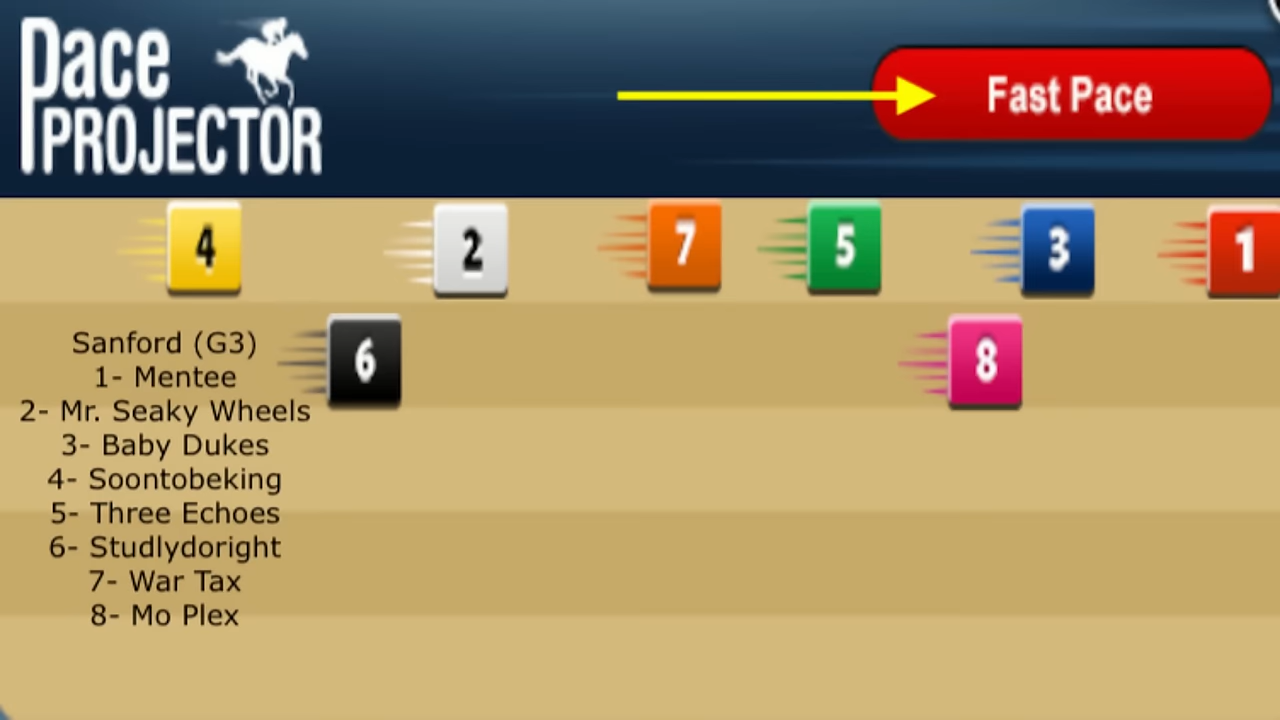 Pace
PROJECTOR
Fast Pace
4
2
7
5
3
1
6
8
Sanford (G3)
1- Mentee
2- Mr. Seaky Wheels
3- Baby Dukes
4- Soontobeking
5- Three Echoes
6- Studlydoright
7- War Tax
8- Mo Plex